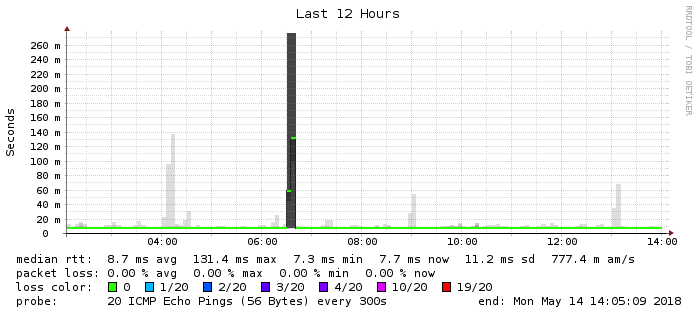 Last 12 Hours
RRDTOOL / TOBI OETIKER
Seconds
260 m
240 m
220 m
200 m
180 m
160 m
140 m
120 m
100 m
80 m
60 m
40 m
20 m
0
04:00 06:00 08:00 10:00 12:00 14:00
median rtt: 8.7 ms avg 131.4 ms max 7.3 ms min 7.7 ms now 11.2 ms sd 777.4 m am/s
packet loss: 0.00 % avg 0.00 % max 0.00 % min 0.00 % now
loss color: 0 1/20 2/20 3/20 4/20 10/20 19/20
probe: 20 ICMP Echo Pings (56 Bytes) every 300s end: Mon May 14 14:05:09 2018